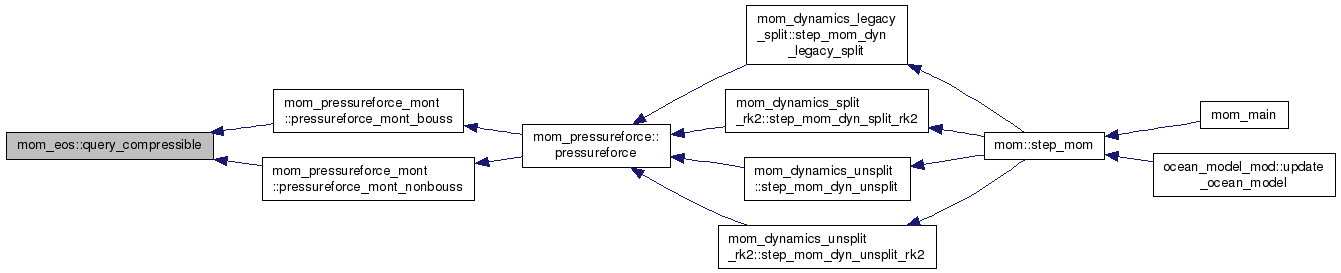 mom_eos::query_compressible
mom_pressureforce_mont
::pressureforce_mont_bouss
mom_pressureforce_mont
::pressureforce_mont_nonbouss
mom_pressureforce::
pressureforce
mom_dynamics_legacy
_split::step_mom_dyn
_legacy_split
mom_dynamics_split
_rk2::step_mom_dyn_split_rk2
mom_dynamics_unsplit
::step_mom_dyn_unsplit
mom_dynamics_unsplit
_rk2::step_mom_dyn_unsplit_rk2
mom::step_mom
mom_main
ocean_model_mod::update
_ocean_model